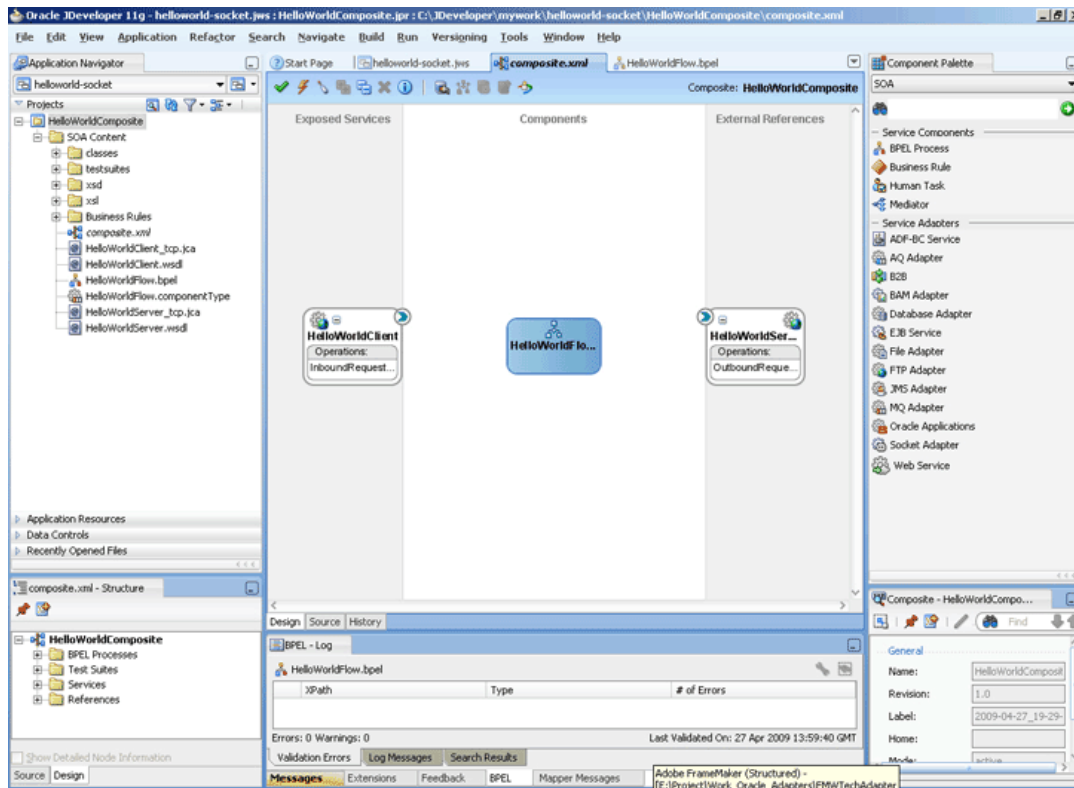 Oracle JDeveloper 11g - helloworld-socket.jws : HelloWorldComposite.jpr : C:\JDeveloper\mywork\helloworld-socket\HelloWorldComposite\composite.xml
File Edit View Application Refactor Search Navigate Build Run Versioning Tools Window Help
Application Navigator
helloworld-socket
Projects
HelloWorldComposite
SOA Content
classes
testsuites
xsd
xsl
Business Rules
composite.xml
HelloWorldClient_tcp.jca
HelloWorldClient.wsdl
HelloWorldFlow.bpel
HelloWorldFlow.componentType
HelloWorldServer_tcp.jca
HelloWorldServer.wsdl
Application Resources
Data Controls
Recently Opened Files
composite.xml - Structure
HelloWorldComposite
BPEL Processes
Test Suites
Services
References
Show Detailed Node Information
Source Design
Start Page helloworld-socket.jws composite.xml HelloWorldFlow.bpel
Composite: HelloWorldComposite
Exposed Services Components External References
HelloWorldClient
Operations:
InboundRequest...
HelloWorldFlo...
HelloWorldSer...
Operations:
OutboundReque...
Design Source History
BPEL - Log
HelloWorldFlow.bpel
XPath Type # of Errors
Errors: 0 Warnings: 0 Last Validated On: 27 Apr 2009 13:59:40 GMT
Validation Errors Log Messages Search Results
Messages Extensions Feedback BPEL Mapper Messages
Adobe FrameMaker (Structured) -
[E:\Project\Work_Oracle_Adapters\FMWTechAdapter
Component Palette
SOA
Service Components
BPEL Process
Business Rule
Human Task
Mediator
Service Adapters
ADF-BC Service
AQ Adapter
B2B
BAM Adapter
Database Adapter
EJB Service
File Adapter
FTP Adapter
JMS Adapter
MQ Adapter
Oracle Applications
Socket Adapter
Web Service
Composite - HelloWorldCompo...
Find
General
Name: HelloWorldComposit
Revision: 1.0
Label: 2009-04-27_19-29-
Home:
Mode: active